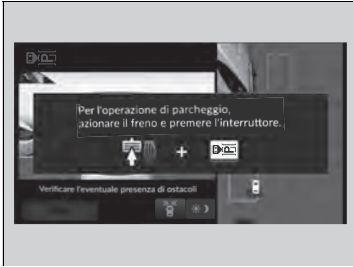 Per l'operazione di parcheggio,
azionare il freno e premere l'interruttore.
+
Verificare l'eventuale presenza di ostacoli